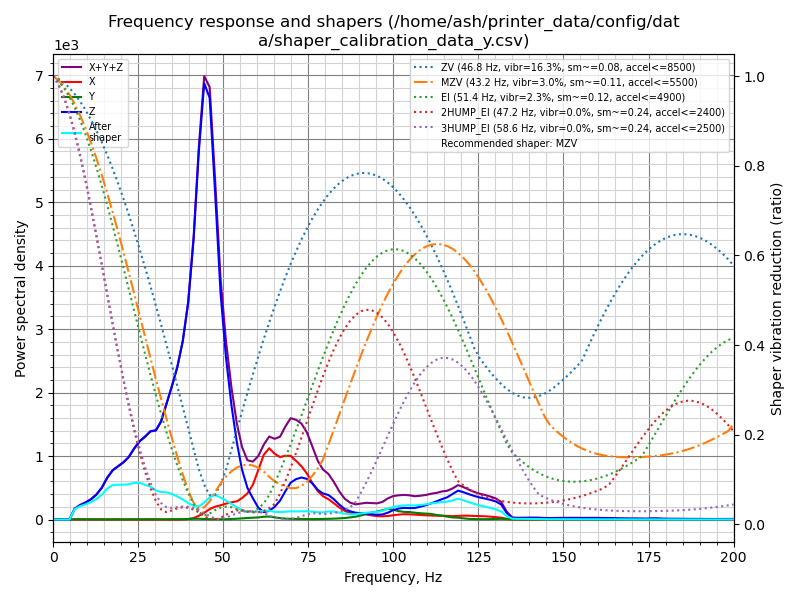 Frequency response and shapers (/home/ash/printer_data/config/dat
a/shaper_calibration_data_y.csv)
1e3
X+Y+Z
X
Y
Z
After
shaper
ZV (46.8 Hz, vibr=16.3%, sm~=0.08, accel<=8500)
MZV (43.2 Hz, vibr=3.0%, sm~=0.11, accel<=5500)
EI (51.4 Hz, vibr=2.3%, sm~=0.12, accel<=4900)
2HUMP_EI (47.2 Hz, vibr=0.0%, sm~=0.24, accel<=2400)
3HUMP_EI (58.6 Hz, vibr=0.0%, sm~=0.24, accel<=2500)
Recommended shaper: MZV
Power spectral density
7
6
5
4
3
2
1
0
1.0
0.8
0.6
0.4
0.2
0.0
Shaper vibration reduction (ratio)
0 25 50 75 100 125 150 175 200
Frequency, Hz